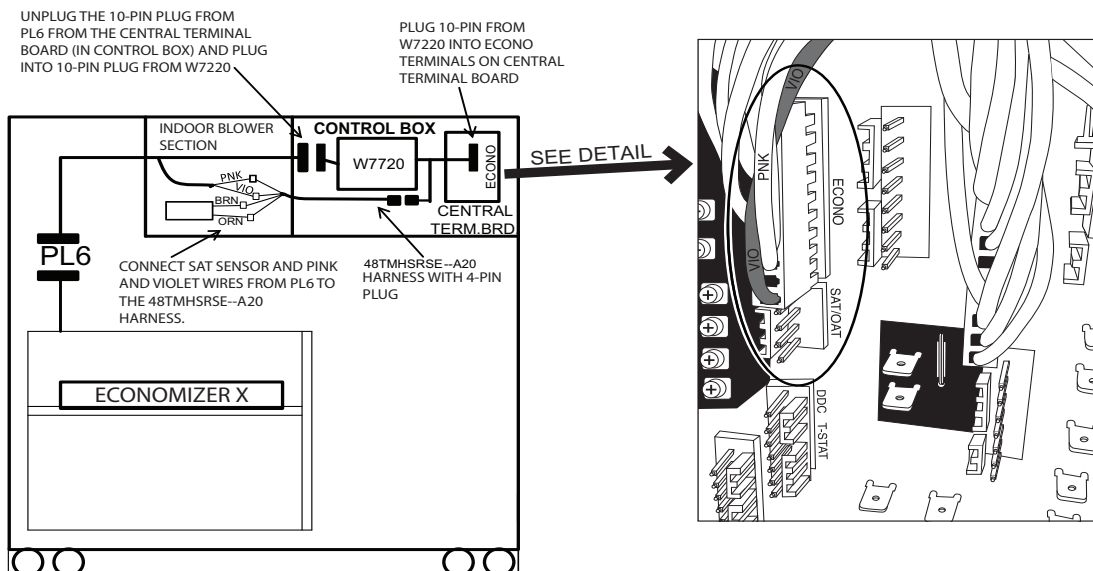 UNPLUG THE 10-PIN PLUG FROM
PL6 FROM THE CENTRAL TERMINAL
BOARD (IN CONTROL BOX) AND PLUG
INTO 10-PIN PLUG FROM W7220
PLUG 10-PIN FROM
W7220 INTO ECONO
TERMINALS ON CENTRAL
TERMINAL BOARD
INDOOR BLOWER
SECTION
CONTROL BOX
W7720
ECONO
CENTRAL
TERM.BRD
SEE DETAIL
PNK
VIO
BRN
ORN
PL6
CONNECT SAT SENSOR AND PINK
AND VIOLET WIRES FROM PL6 TO
THE 48TMHSRSE--A20
HARNESS.
48TMHSRSE--A20
HARNESS WITH 4-PIN
PLUG
ECONOMIZER X
VIO
PNK
ECONO
VIO
SAT/OAT
DDC
T-STAT